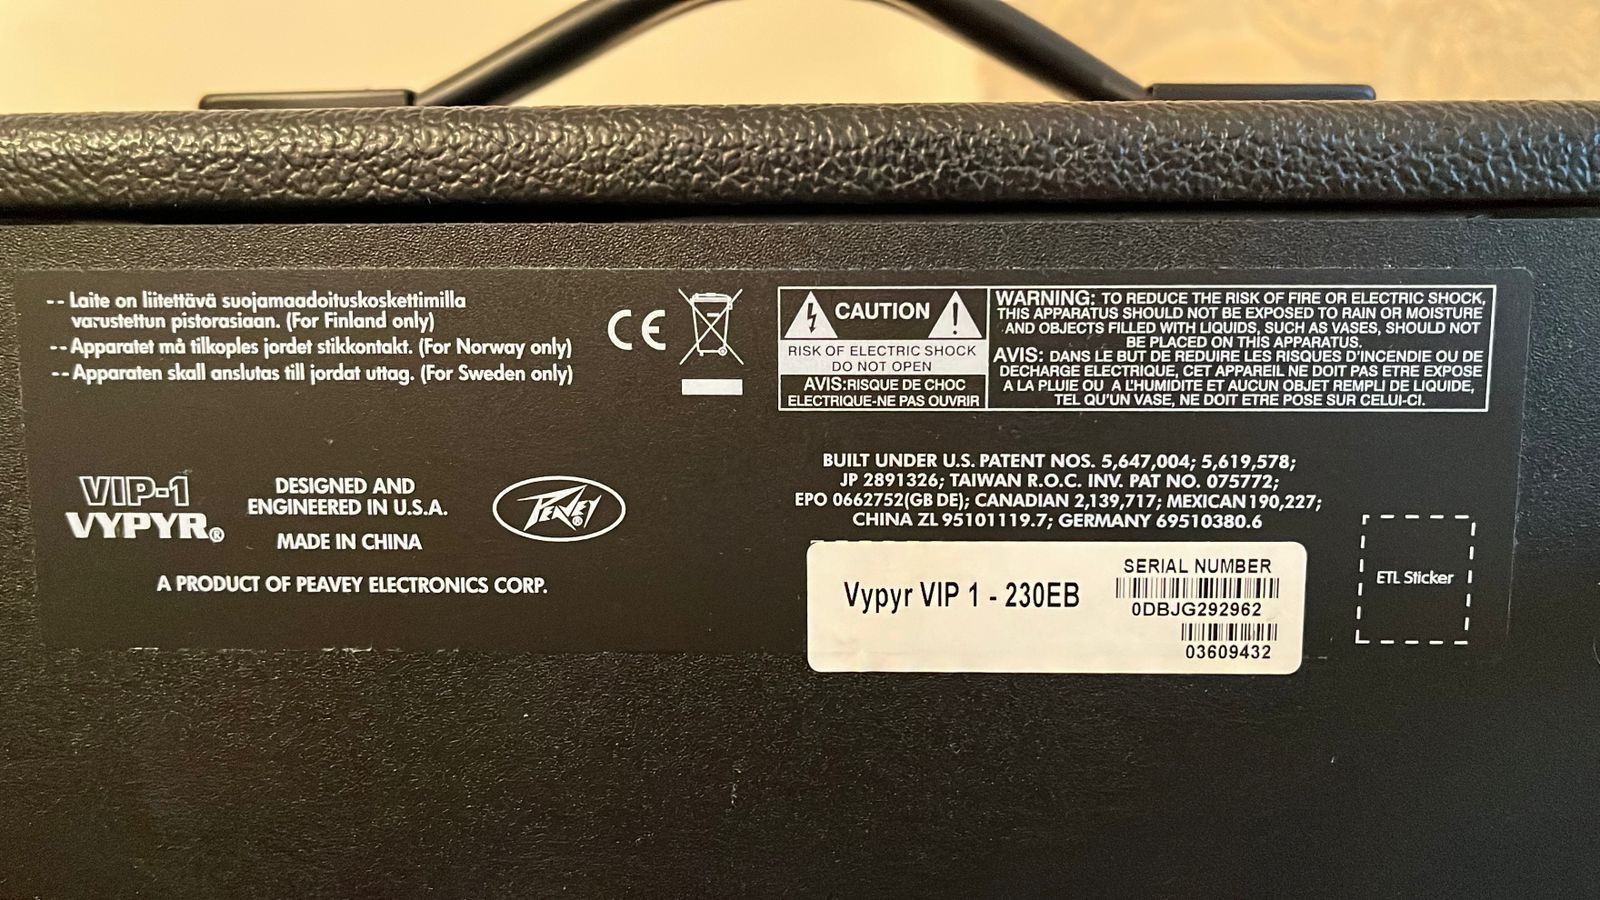 -- Laite on liitettävä suojamaadoituskoskettimilla
varustettun pistorasiaan. (For Finland only)
-- Apparatet må tilkoples jordet stikkontakt. (For Norway only)
-- Apparaten skall anslutas till jordat uttag. (For Sweden only)
CE
CAUTION
RISK OF ELECTRIC SHOCK
DO NOT OPEN
AVIS:RISQUE DE CHOC
ELECTRIQUE-NE PAS OUVRIR
WARNING: TO REDUCE THE RISK OF FIRE OR ELECTRIC SHOCK,
THIS APPARATUS SHOULD NOT BE EXPOSED TO RAIN OR MOISTURE
AND OBJECTS FILLED WITH LIQUIDS, SUCH AS VASES, SHOULD NOT
BE PLACED ON THIS APPARATUS.
AVIS: DANS LE BUT DE REDUIRE LES RISQUES D'INCENDIE OU DE
DECHARGE ELECTRIQUE, CET APPAREIL NE DOIT PAS ETRE EXPOSE
A LA PLUIE OU A L'HUMIDITE ET AUCUN OBJET REMPLI DE LIQUIDE,
TEL QU'UN VASE, NE DOIT ETRE POSE SUR CELUI-CI.
VIP-1
VYPYR®
DESIGNED AND
ENGINEERED IN U.S.A.
MADE IN CHINA
PEAVEY®
A PRODUCT OF PEAVEY ELECTRONICS CORP.
BUILT UNDER U.S. PATENT NOS. 5,647,004; 5,619,578;
JP 2891326; TAIWAN R.O.C. INV. PAT NO. 075772;
EPO 0662752(GB DE); CANADIAN 2,139,717; MEXICAN 190,227;
CHINA ZL 95101119.7; GERMANY 69510380.6
Vypyr VIP 1 - 230EB
SERIAL NUMBER
0DBJG292962
03609432
ETL Sticker